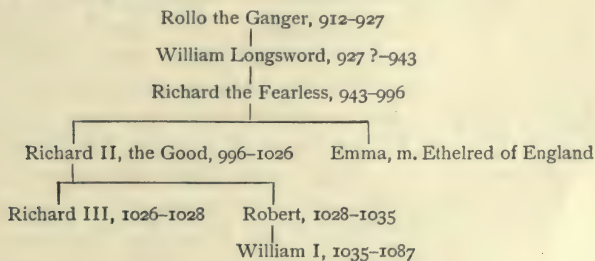 Rollo the Ganger, 912–927
William Longsword, 927 ?–943
Richard the Fearless, 943–996
Richard II, the Good, 996–1026 Emma, m. Ethelred of England
Richard III, 1026–1028 Robert, 1028–1035
William I, 1035–1087